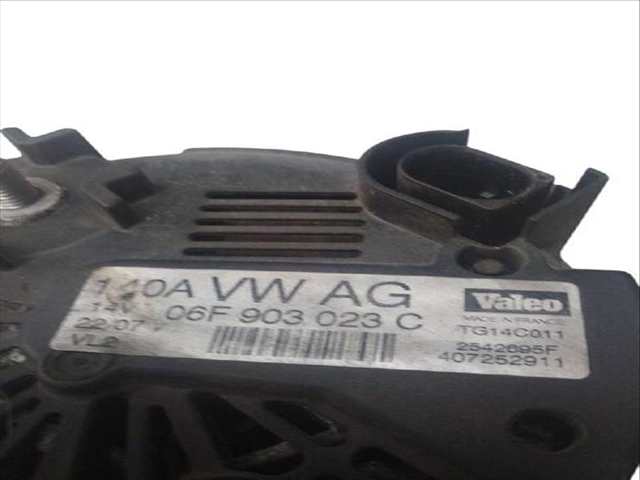 140A VW AG
14V 06F 903 023 C
22/07
VL2
Valeo
MADE IN FRANCE
TG14C011
2542695F
407252911